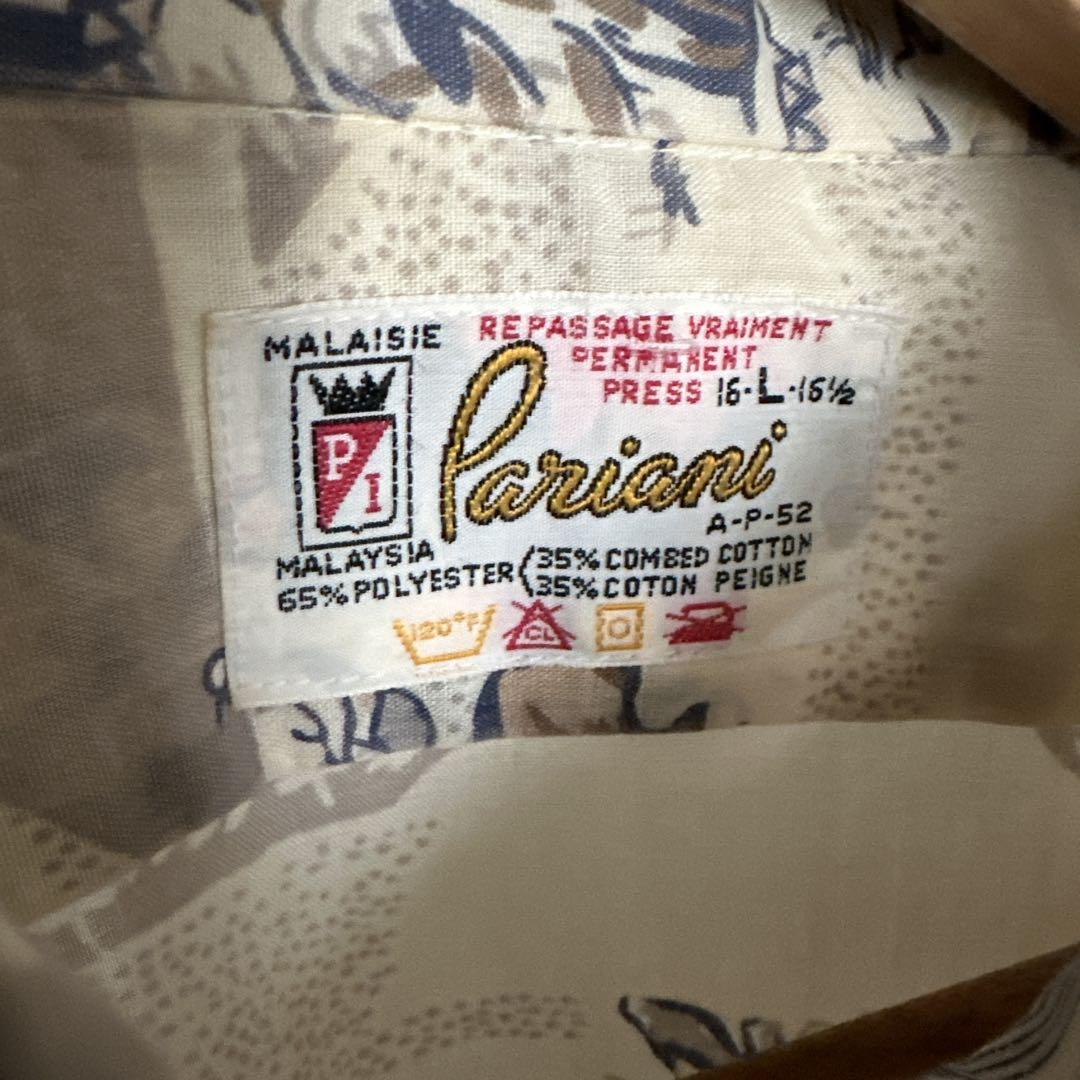 MALAISIE
REPASSAGE VRAIMENT
PERMANENT
PRESS 16-L-16½
PI
Pariani
A-P-52
MALAYSIA
65% POLYESTER (35% COMBED COTTON
35% COTON PEIGNE
120°F CL